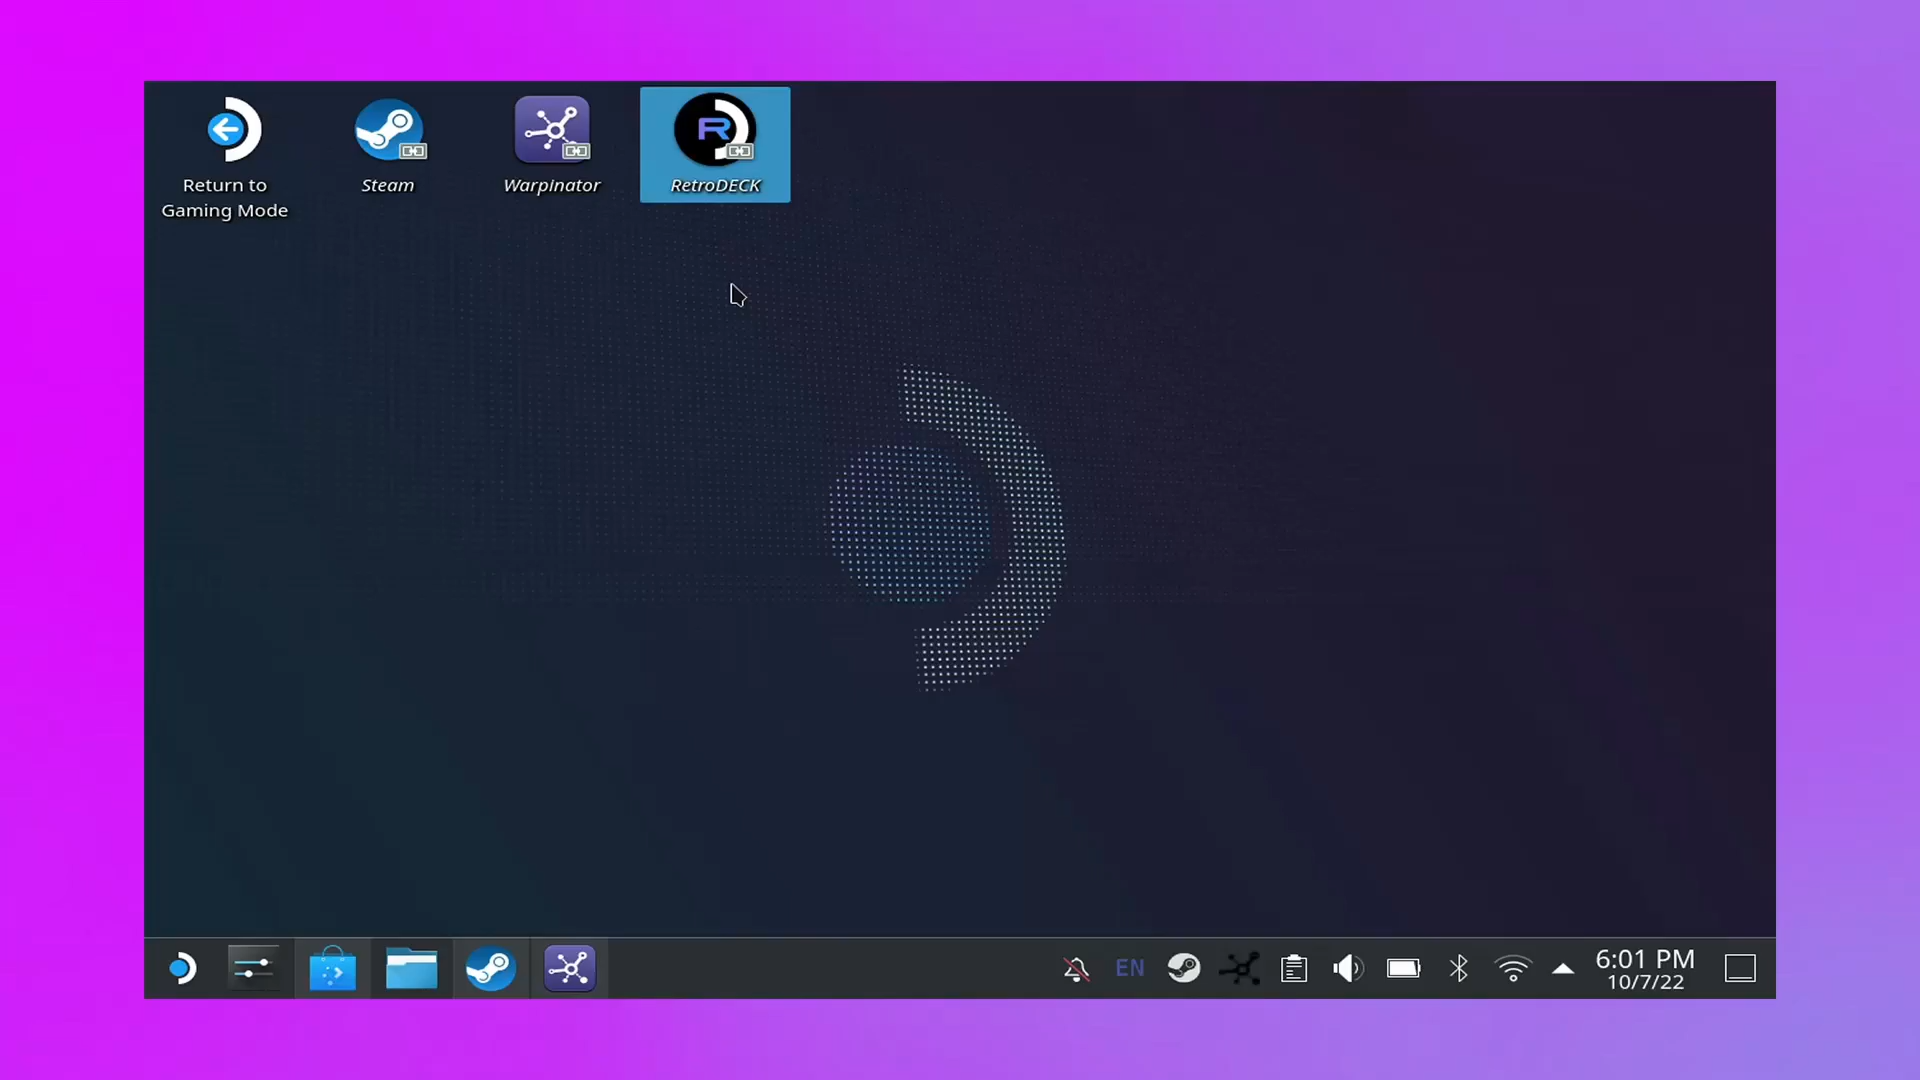 Return to
Gaming Mode
Steam
Warpinator
R
RetroDECK
EN
6:01 PM
10/7/22